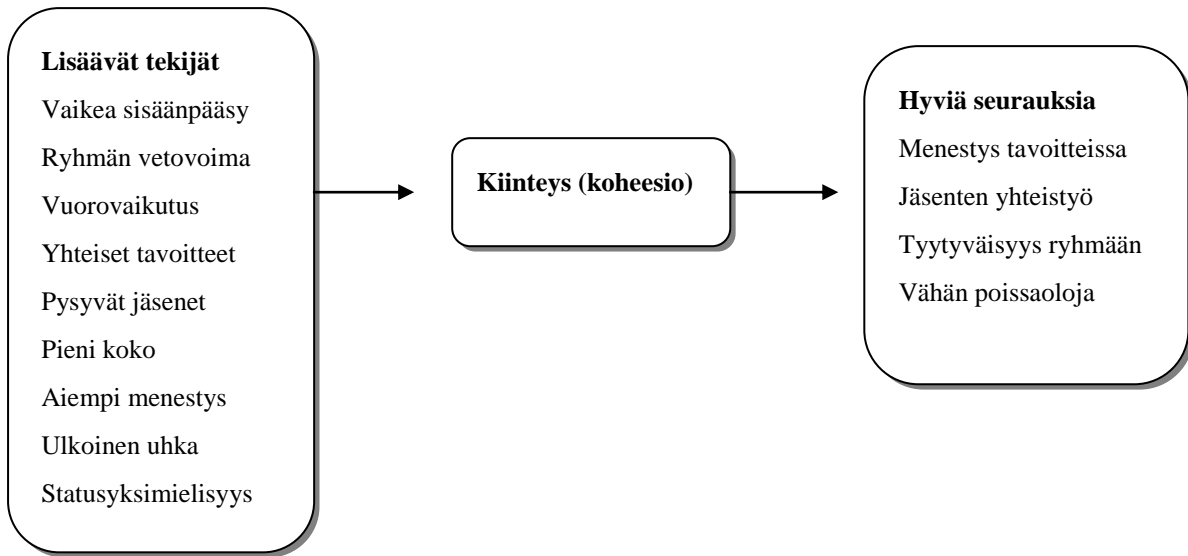 Lisäävät tekijät
Vaikea sisäänpääsy
Ryhmän vetovoima
Vuorovaikutus
Yhteiset tavoitteet
Pysyvät jäsenet
Pieni koko
Aiempi menestys
Ulkoinen uhka
Statusyksimielisyys
Kiinteys (koheesio)
Hyviä seurauksia
Menestys tavoitteissa
Jäsenten yhteistyö
Tyytyväisyys ryhmään
Vähän poissaoloja